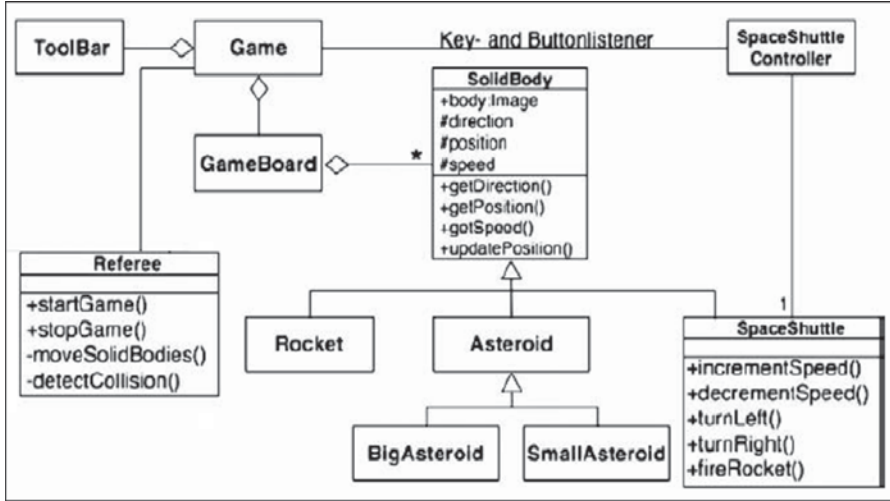 ToolBar
Game
Key- and Buttonlistener
SpaceShuttle
Controller
SolidBody
+body:Image
#direction
#position
#speed
+getDirection()
+getPosition()
+gotSpeed()
+updatePosition()
GameBoard
*
Referee
+startGame()
+stopGame()
-moveSolidBodies()
-detectCollision()
Rocket
Asteroid
1
SpaceShuttle
+incrementSpeed()
+decrementSpeed()
+turnLeft()
+turnRight()
+fireRocket()
BigAsteroid
SmallAsteroid